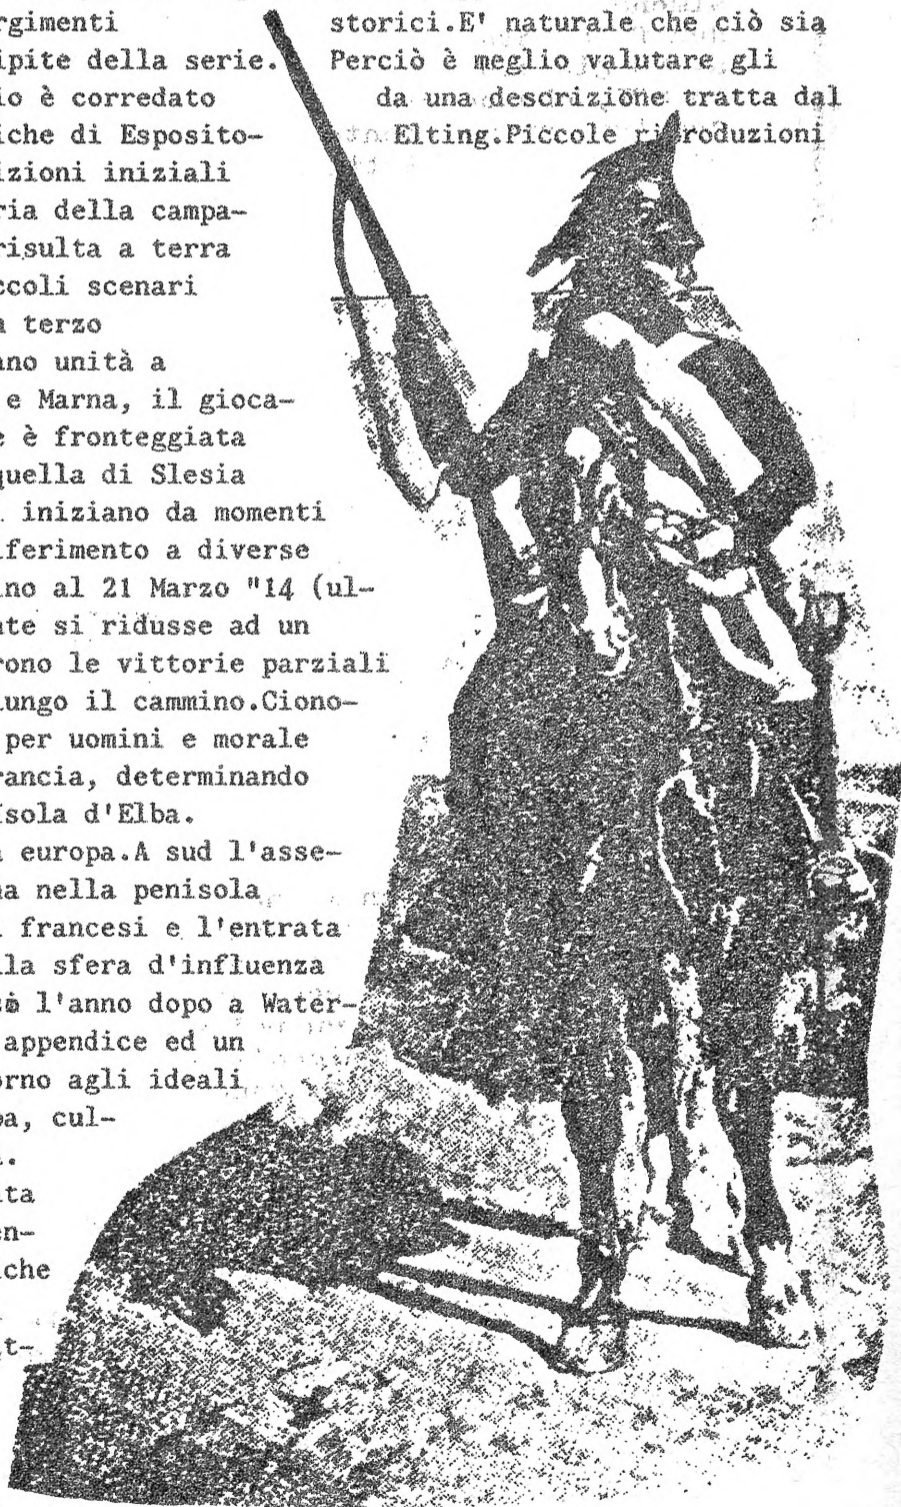 rgimenti storici.E' naturale che ciò sia
ipite della serie. Perciò è meglio valutare gli
io è corredato da una descrizione tratta dal
iche di Esposito- Elting.Piccole riproduzioni
izioni iniziali
ria della campa-
risulta a terra
ccoli scenari
a terzo
ano unità a
e Marna, il gioca-
e è fronteggiata
quella di Slesia
i iniziano da momenti
iferimento a diverse
ino al 21 Marzo "14 (ul-
nte si ridusse ad un
rono le vittorie parziali
lungo il cammino.Ciono-
per uomini e morale
rancia, determinando
isola d'Elba.
a europa.A sud l'asse-
na nella penisola
i francesi e l'entrata
lla sfera d'influenza
sò l'anno dopo a Water-
appendice ed un
orno agli ideali
pa, cul-
.
ita
en-
iche
t-